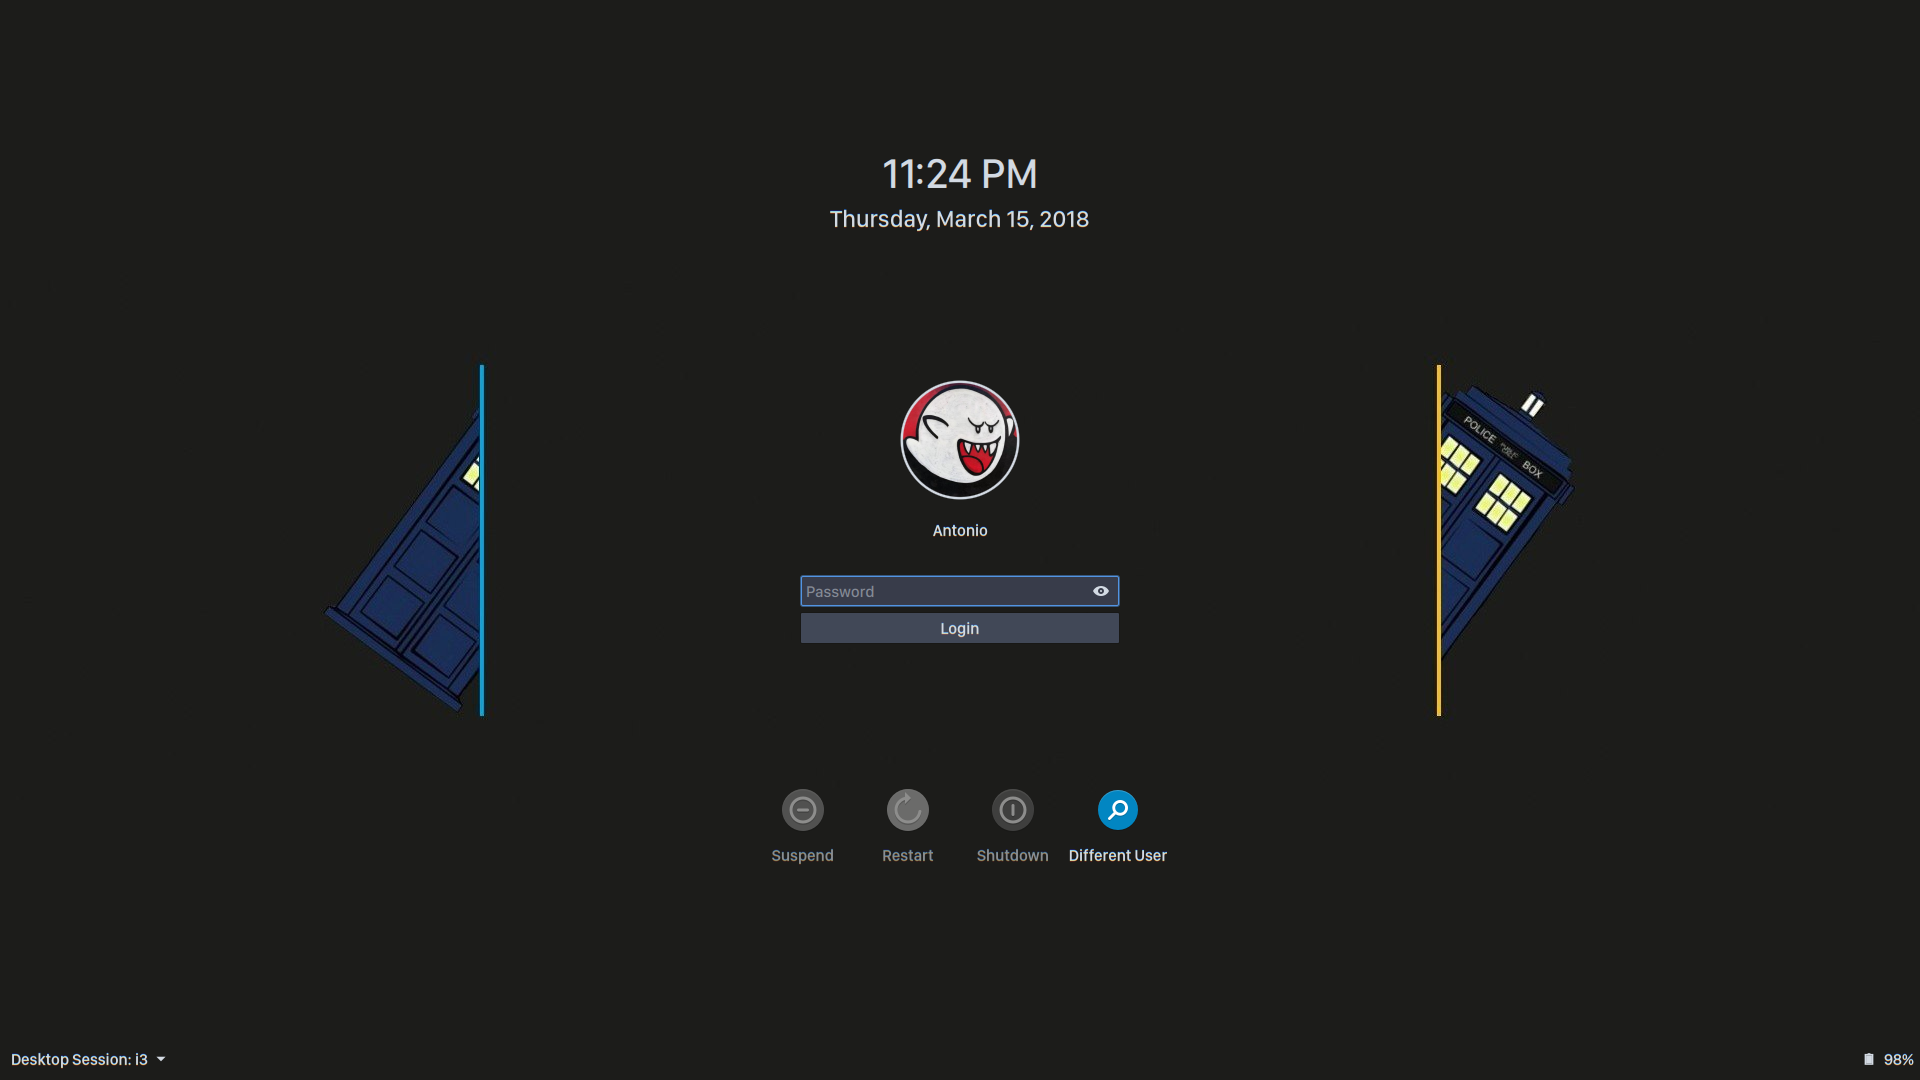 11:24 PM
Thursday, March 15, 2018
POLICE BOX
Antonio
Password
Login
Suspend
Restart
Shutdown
Different User
Desktop Session: i3
98%